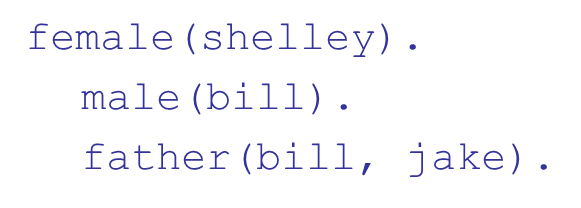 female(shelley).
male(bill).
father(bill, jake).